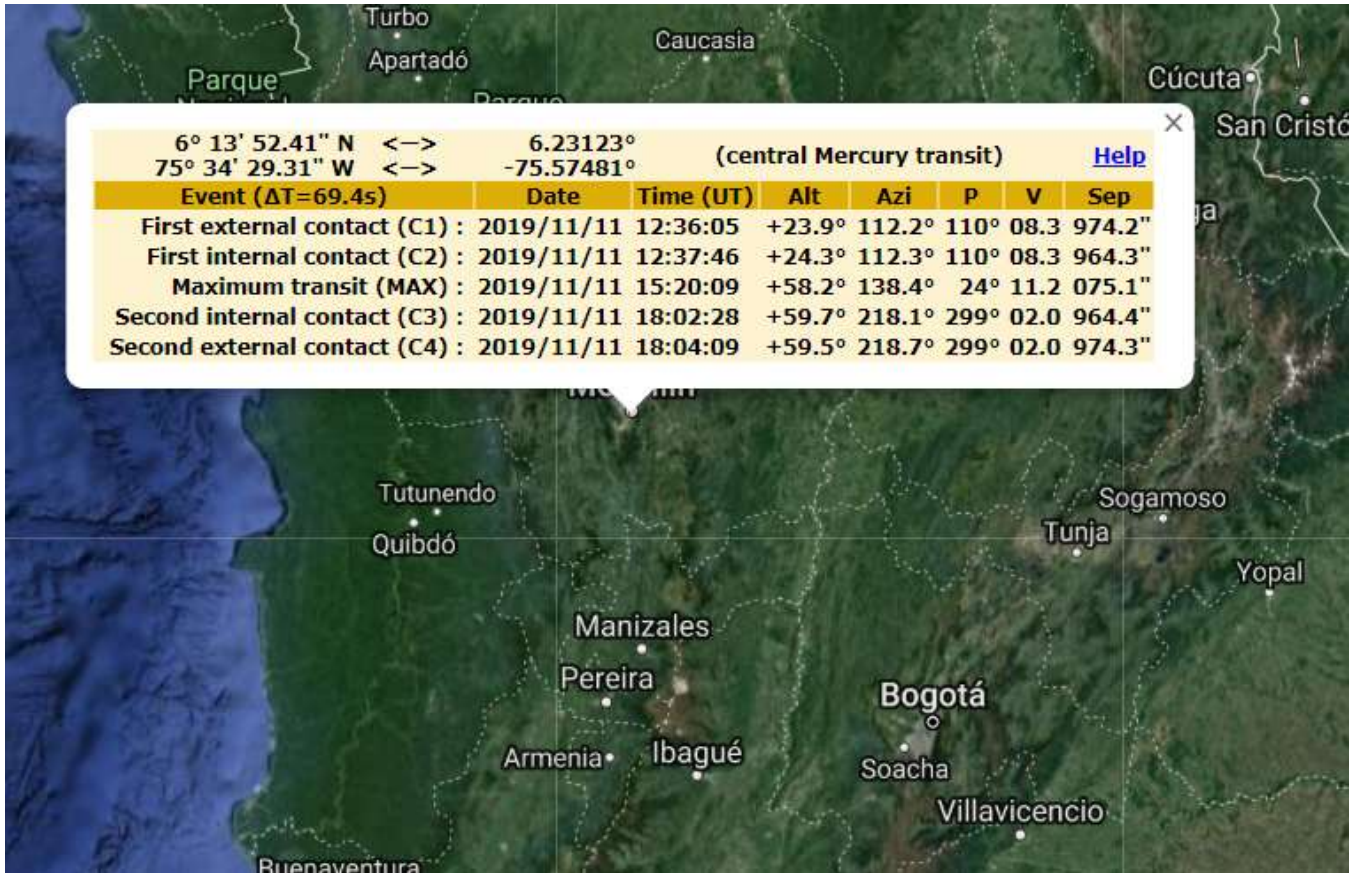 Turbo
Caucasia
Apartadó
Parque
Cúcuta
San Cristó
6° 13' 52.41" N <—> 6.23123°
75° 34' 29.31" W <—> -75.57481°
(central Mercury transit) Help
Event (ΔT=69.4s) Date Time (UT) Alt Azi P V Sep
First external contact (C1) : 2019/11/11 12:36:05 +23.9° 112.2° 110° 08.3 974.2"
First internal contact (C2) : 2019/11/11 12:37:46 +24.3° 112.3° 110° 08.3 964.3"
Maximum transit (MAX) : 2019/11/11 15:20:09 +58.2° 138.4° 24° 11.2 075.1"
Second internal contact (C3) : 2019/11/11 18:02:28 +59.7° 218.1° 299° 02.0 964.4"
Second external contact (C4) : 2019/11/11 18:04:09 +59.5° 218.7° 299° 02.0 974.3"
ga
Tutunendo
Quibdó
Sogamoso
Tunja
Yopal
Manizales
Pereira
Bogotá
Armenia
Ibagué
Soacha
Villavicencio
Buenaventura